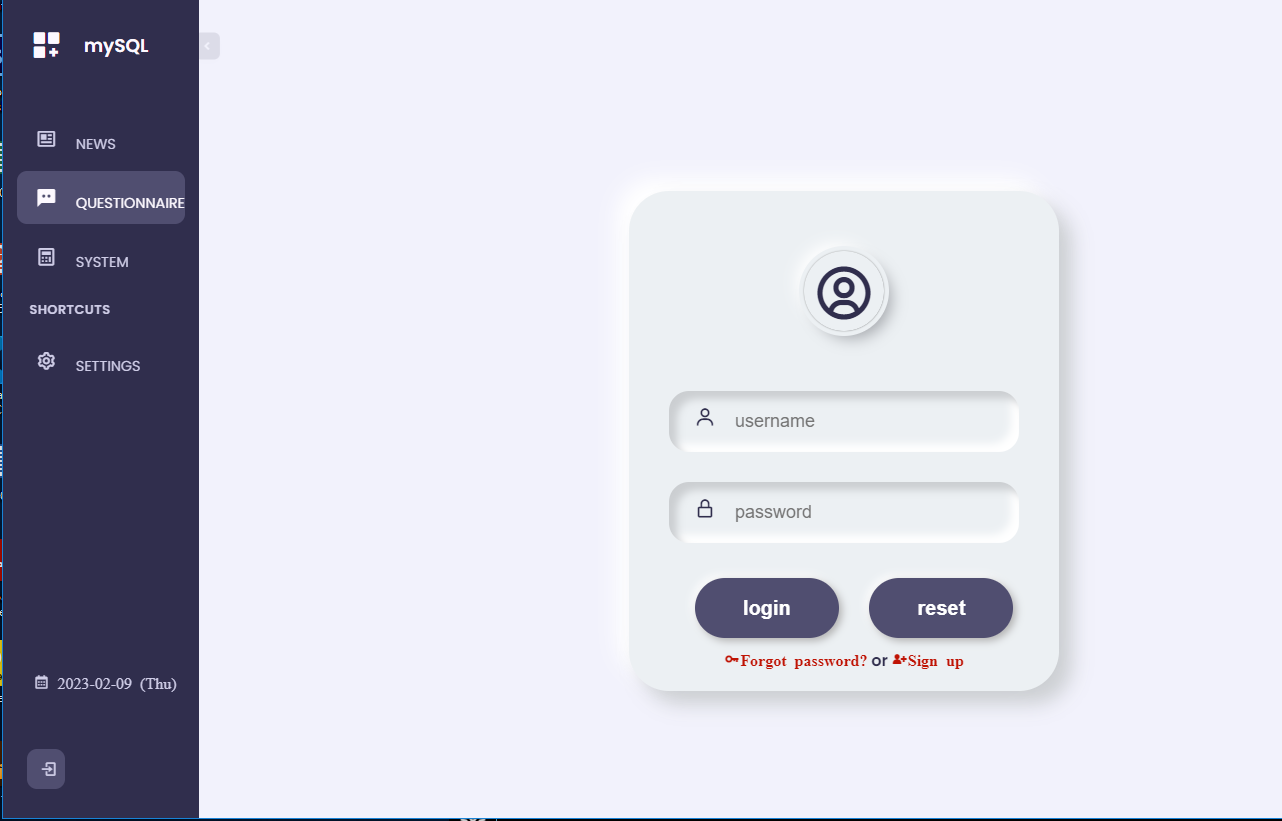 mySQL
NEWS
QUESTIONNAIRE
SYSTEM
SHORTCUTS
SETTINGS
2023-02-09 (Thu)
username
password
login reset
Forgot password? or Sign up